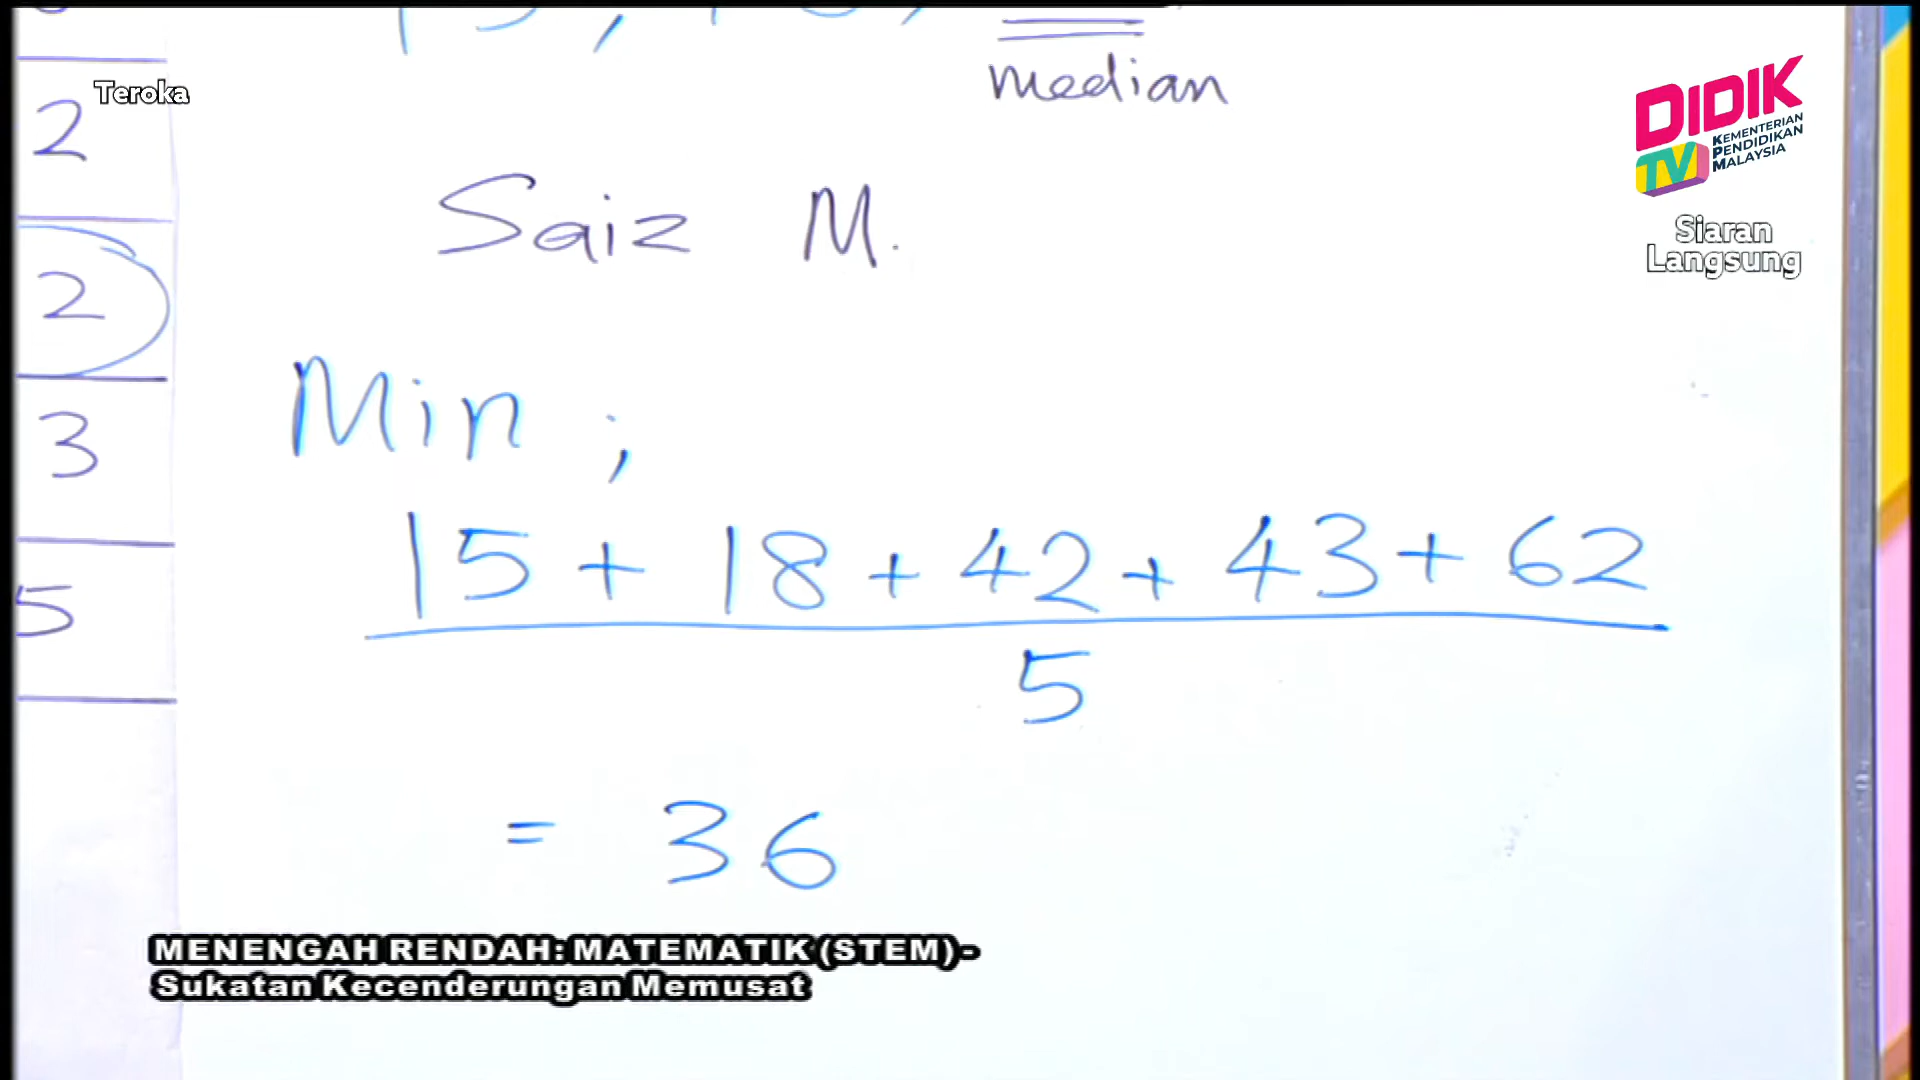 median
Teroka
2
DIDIK
TV
KEMENTERIAN
PENDIDIKAN
MALAYSIA
Saiz M.
Siaran
Langsung
2
Min ;
3
15 + 18 + 42 + 43 + 62
5
5
= 36
MENENGAH RENDAH: MATEMATIK (STEM) -
Sukatan Kecenderungan Memusat